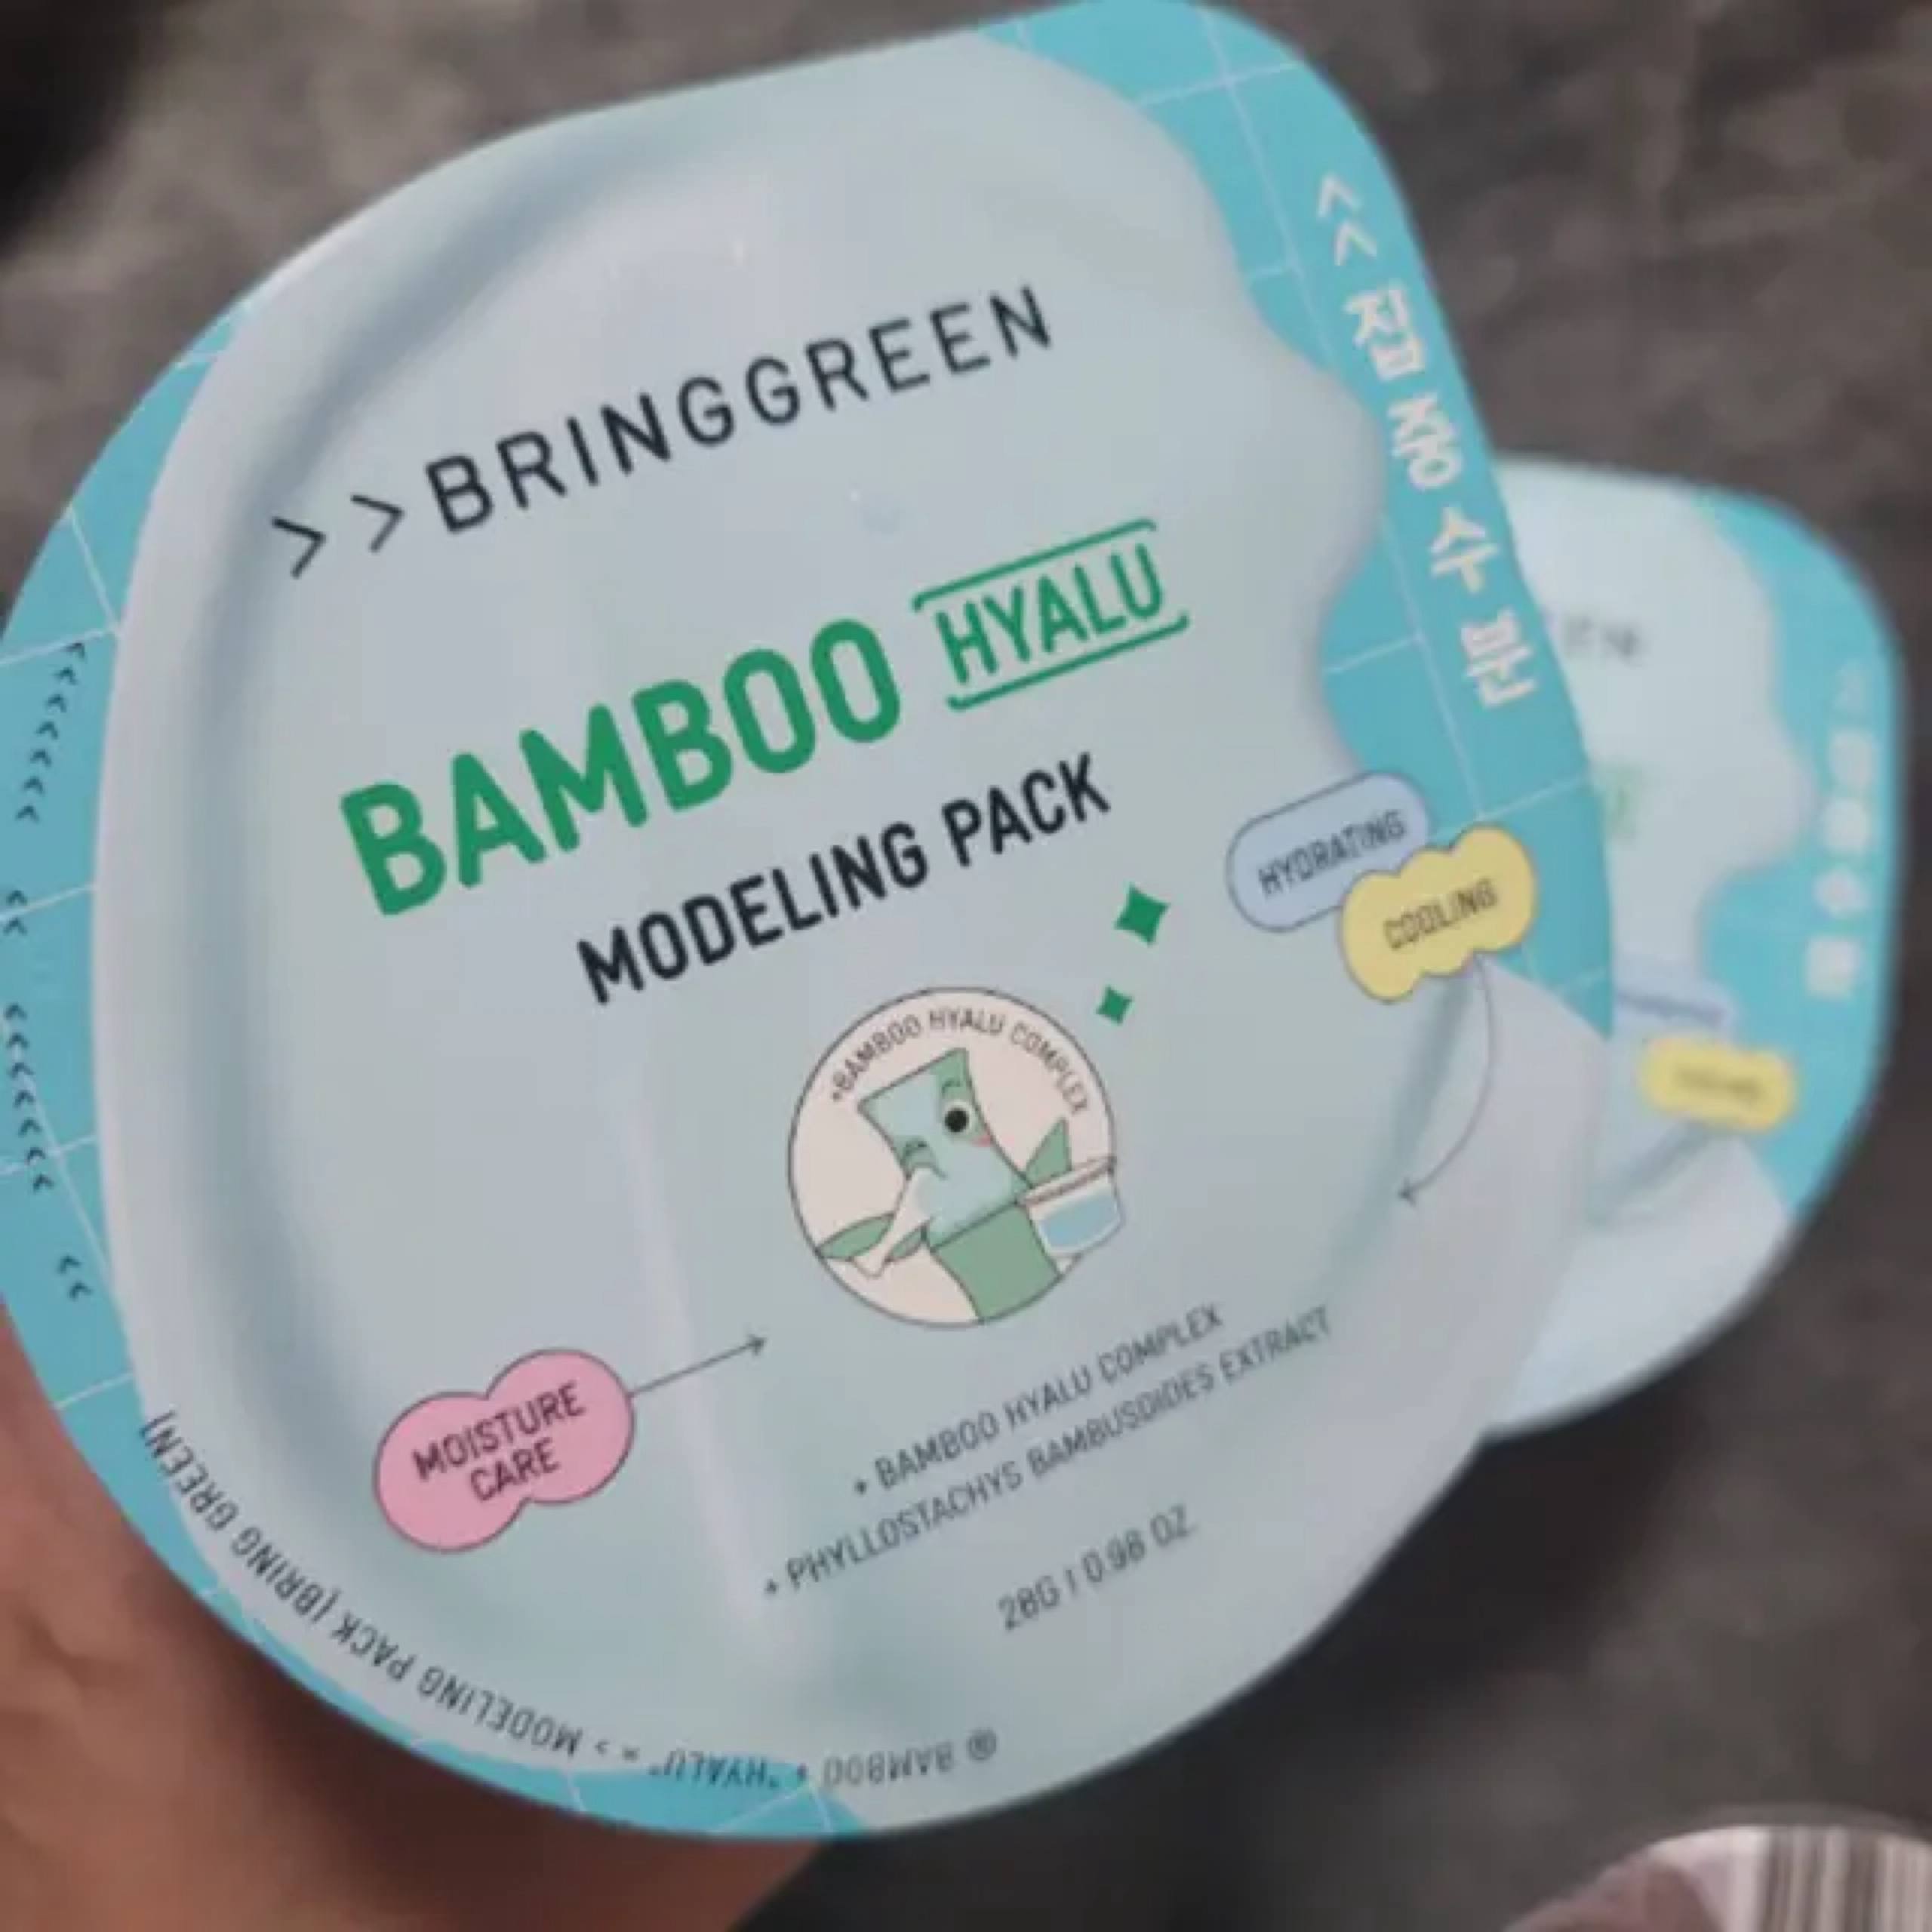 >>BRINGGREEN
BAMBOO HYALU
MODELING PACK
<< 집중수분
HYDRATING
COOLING
+BAMBOO HYALU COMPLEX
MOISTURE
CARE
+ BAMBOO HYALU COMPLEX
+ PHYLLOSTACHYS BAMBUSOIDES EXTRACT
28G / 0.98 OZ.
® BAMBOO + "HYALU" = > MODELING PACK (BRING GREEN)